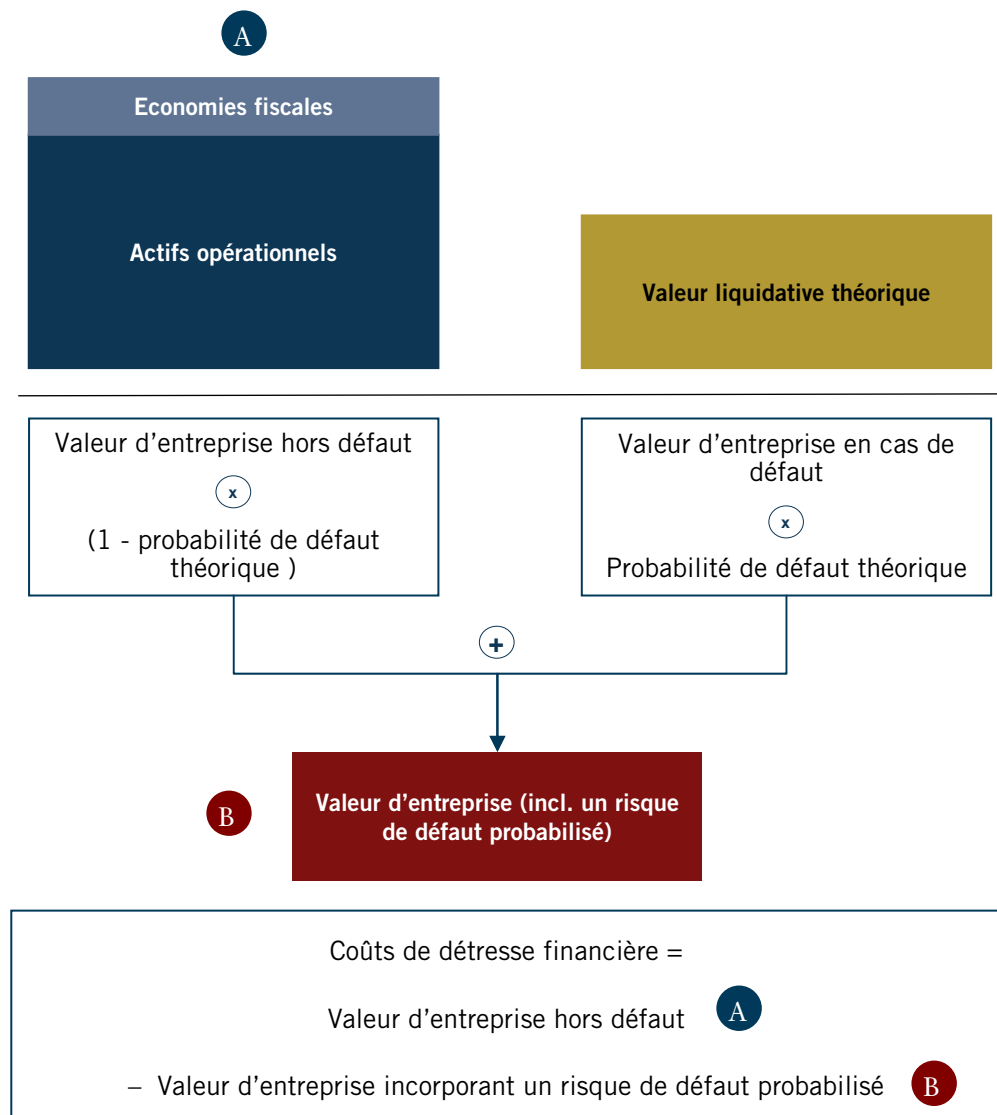 A
Economies fiscales
Actifs opérationnels
Valeur liquidative théorique
Valeur d'entreprise hors défaut
x
(1 - probabilité de défaut
théorique )
Valeur d'entreprise en cas de
défaut
x
Probabilité de défaut théorique
+
B
Valeur d'entreprise (incl. un risque
de défaut probabilisé)
Coûts de détresse financière =
Valeur d'entreprise hors défaut A
– Valeur d'entreprise incorporant un risque de défaut probabilisé B